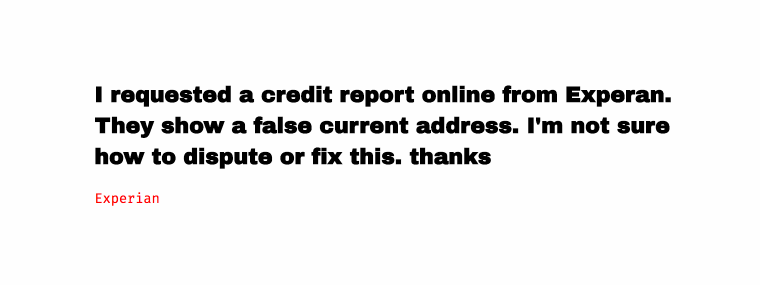 I requested a credit report online from Experan.
They show a false current address. I'm not sure
how to dispute or fix this. thanks
Experian